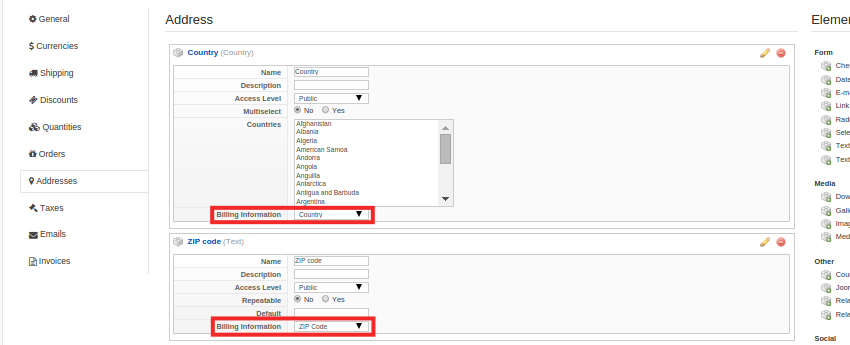 General
Currencies
Shipping
Discounts
Quantities
Orders
Addresses
Taxes
Emails
Invoices
Address
Country (Country)
Name Country
Description
Access Level Public
Multiselect No Yes
Countries Afghanistan
Albania
Algeria
American Samoa
Andorra
Angola
Anguilla
Antarctica
Antigua and Barbuda
Argentina
Billing Information Country
ZIP code (Text)
Name ZIP code
Description
Access Level Public
Repeatable No Yes
Default
Billing Information ZIP Code
Elemen
Form
Che
Date
E-ma
Link
Radi
Sele
Text
Text
Media
Dow
Galle
Imag
Med
Other
Cou
Joor
Rela
Rela
Social